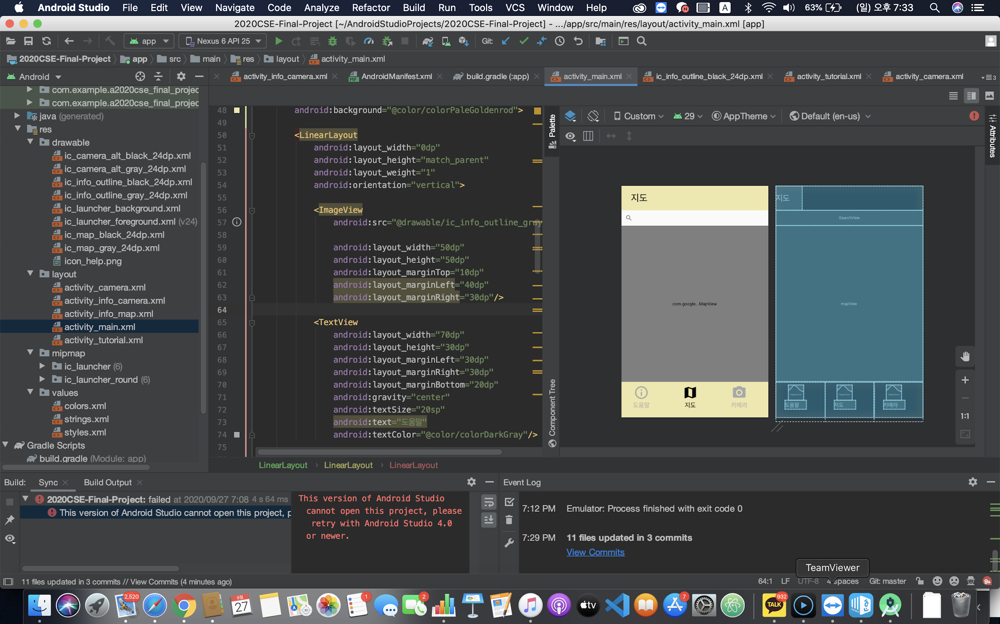 Android Studio File Edit View Navigate Code Analyze Refactor Build Run Tools VCS Window Help A 63% (일) 오후 7:33
2020CSE-Final-Project [~/AndroidStudioProjects/2020CSE-Final-Project] - .../app/src/main/res/layout/activity_main.xml [app]
app Nexus 6 API 25 Git:
2020CSE-Final-Project app src main res layout activity_main.xml
Android
activity_info_camera.xml AndroidManifest.xml build.gradle (:app) activity_main.xml ic_info_outline_black_24dp.xml activity_tutorial.xml activity_camera.xml 3
com.example.a2020cse_final_projec
com.example.a2020cse_final_projec
java (generated)
res
drawable
ic_camera_alt_black_24dp.xml
ic_camera_alt_gray_24dp.xml
ic_info_outline_black_24dp.xml
ic_info_outline_gray_24dp.xml
ic_launcher_background.xml
ic_launcher_foreground.xml (v24)
ic_map_black_24dp.xml
ic_map_gray_24dp.xml
icon_help.png
layout
activity_camera.xml
activity_info_camera.xml
activity_info_map.xml
activity_main.xml
activity_tutorial.xml
mipmap
ic_launcher (6)
ic_launcher_round (6)
values
colors.xml
strings.xml
styles.xml
Gradle Scripts
build.gradle (Module: app)
48 android:background="@color/colorPaleGoldenrod">
49
50 <LinearLayout
51 android:layout_width="0dp"
52 android:layout_height="match_parent"
53 android:layout_weight="1"
54 android:orientation="vertical">
55
56 <ImageView
57 android:src="@drawable/ic_info_outline_gray
58
59 android:layout_width="50dp"
60 android:layout_height="50dp"
61 android:layout_marginTop="10dp"
62 android:layout_marginLeft="40dp"
63 android:layout_marginRight="30dp"/>
64
65 <TextView
66 android:layout_width="70dp"
67 android:layout_height="30dp"
68 android:layout_marginLeft="30dp"
69 android:layout_marginRight="30dp"
70 android:layout_marginBottom="20dp"
71 android:gravity="center"
72 android:textSize="20sp"
73 android:text="도움말"
74 android:textColor="@color/colorDarkGray"/>
75
LinearLayout › LinearLayout › LinearLayout
Palette
Component Tree
Custom 29 AppTheme Default (en-us)
Attributes
지도
com.google...MapView
도움말 지도 카메라
지도
SearchView
mapView
ImageView ImageView ImageView
도움말 지도 카메라
1:1
Build: Sync Build Output
2020CSE-Final-Project: failed at 2020/09/27 7:08 4 s 64 ms
This version of Android Studio cannot open this project, p
This version of Android Studio
cannot open this project, please
retry with Android Studio 4.0
or newer.
Event Log
7:12 PM Emulator: Process finished with exit code 0
7:29 PM 11 files updated in 3 commits
View Commits
TeamViewer
11 files updated in 3 commits // View Commits (4 minutes ago) 64:1 LF UTF-8 4 spaces Git: master 9+
2,520 9월 27 3D PAGES 1 2 tv 7 TALK 932